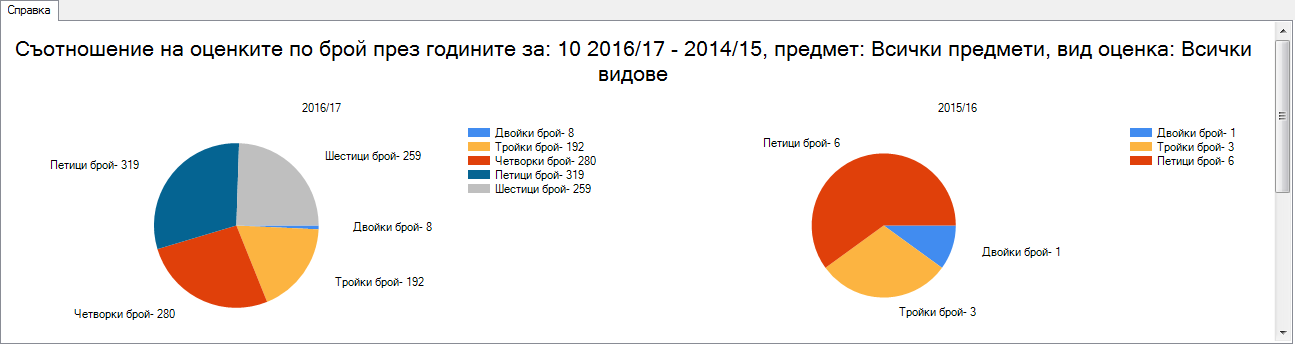 Справка
Съотношение на оценките по брой през годините за: 10 2016/17 - 2014/15, предмет: Всички предмети, вид оценка: Всички
видове
2016/17
Петици брой- 319
Шестици брой- 259
Двойки брой- 8
Тройки брой- 192
Четворки брой- 280
Двойки брой- 8
Тройки брой- 192
Четворки брой- 280
Петици брой- 319
Шестици брой- 259
2015/16
Петици брой- 6
Двойки брой- 1
Тройки брой- 3
Двойки брой- 1
Тройки брой- 3
Петици брой- 6